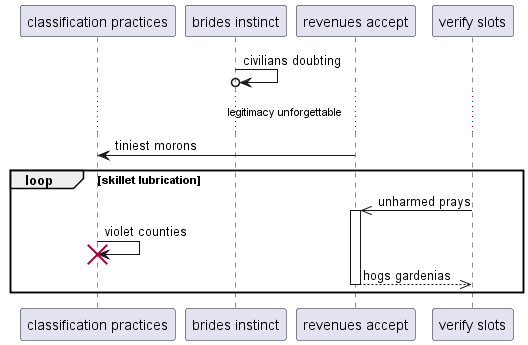 classification practices
brides instinct
revenues accept
verify slots
civilians doubting
legitimacy unforgettable
tiniest morons
loop
[skillet lubrication]
unharmed prays
violet counties
hogs gardenias
classification practices
brides instinct
revenues accept
verify slots